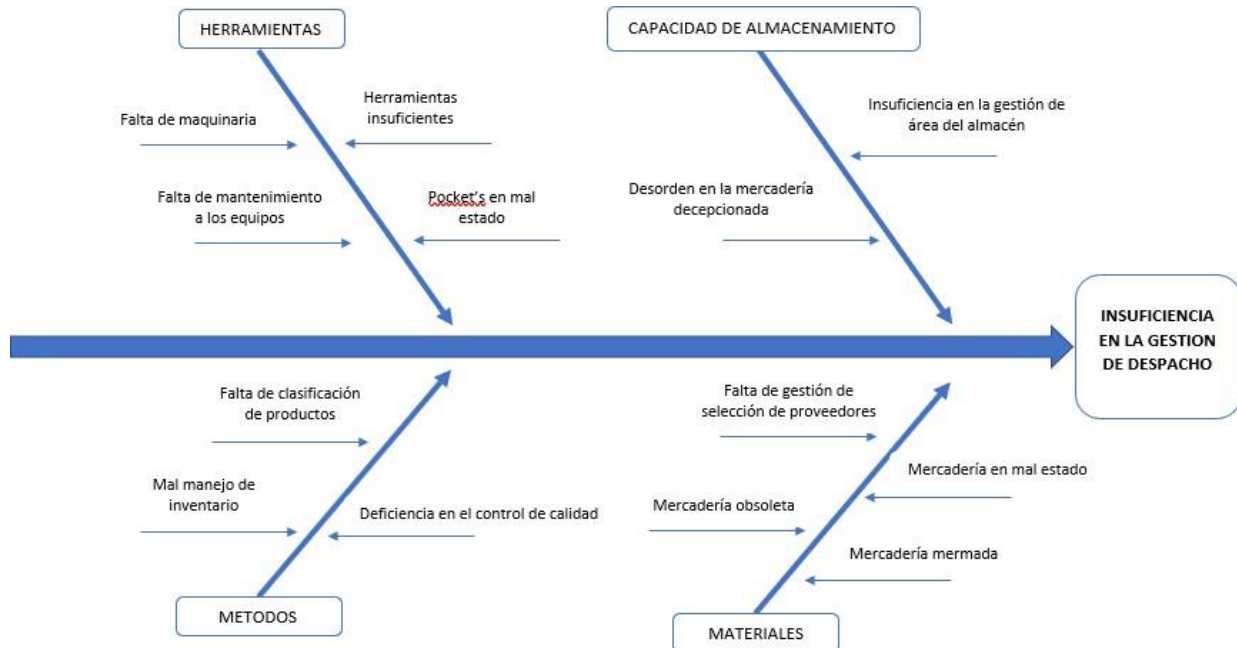 HERRAMIENTAS
CAPACIDAD DE ALMACENAMIENTO
Falta de maquinaria
Herramientas
insuficientes
Insuficiencia en la gestión de
área del almacén
Falta de mantenimiento
a los equipos
Pocket’s en mal
estado
Desorden en la mercadería
decepcionada
INSUFICIENCIA
EN LA GESTION
DE DESPACHO
Falta de clasificación
de productos
Falta de gestión de
selección de proveedores
Mal manejo de
inventario
Deficiencia en el control de calidad
Mercadería en mal estado
Mercadería obsoleta
Mercadería mermada
METODOS
MATERIALES